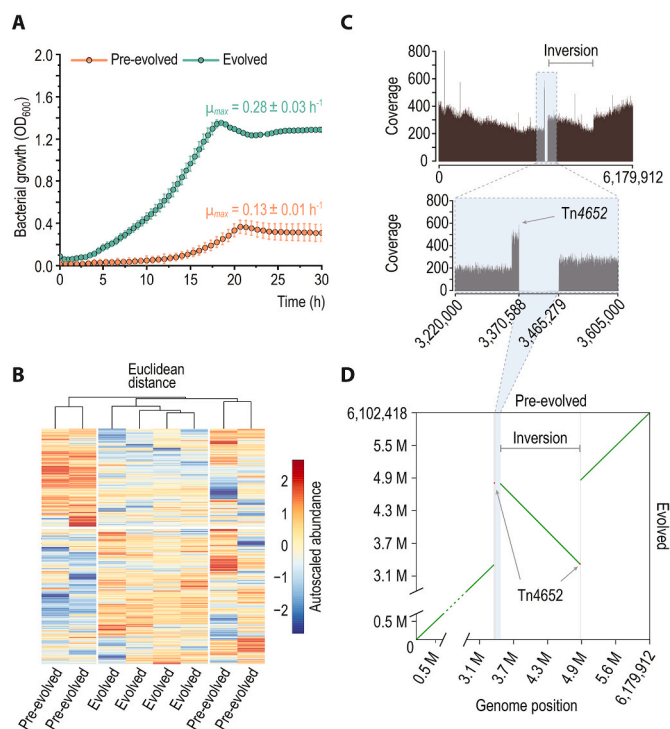 A
Pre-evolved
Evolved
Bacterial growth (OD600)
2.0
1.6
1.2
0.8
0.4
0.0
μmax = 0.28 ± 0.03 h-1
μmax = 0.13 ± 0.01 h-1
0
5
10
15
20
25
30
Time (h)
B
Euclidean
distance
2
1
0
−1
−2
Autoscaled abundance
Pre-evolved
Pre-evolved
Evolved
Evolved
Evolved
Evolved
Pre-evolved
Pre-evolved
C
Inversion
Coverage
800
600
400
200
0
0
6,179,912
Tn4652
Coverage
800
600
400
200
0
3,220,000
3,370,588
3,465,279
3,605,000
D
Pre-evolved
6,102,418
5.5 M
4.9 M
4.3 M
3.7 M
3.1 M
0.5 M
0
Inversion
Tn4652
Evolved
0.5 M
3.1 M
3.7 M
4.3 M
4.9 M
5.6 M
6,179,912
Genome position